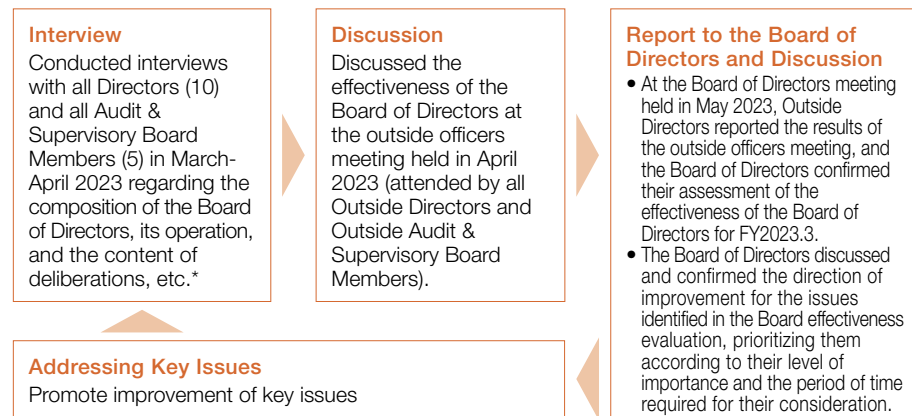 Interview
Conducted interviews
with all Directors (10)
and all Audit &
Supervisory Board
Members (5) in March-
April 2023 regarding the
composition of the Board
of Directors, its operation,
and the content of
deliberations, etc.*
Discussion
Discussed the
effectiveness of the
Board of Directors at
the outside officers
meeting held in April
2023 (attended by all
Outside Directors and
Outside Audit &
Supervisory Board
Members).
Report to the Board of
Directors and Discussion
• At the Board of Directors meeting
held in May 2023, Outside
Directors reported the results of
the outside officers meeting, and
the Board of Directors confirmed
their assessment of the
effectiveness of the Board of
Directors for FY2023.3.
• The Board of Directors discussed
and confirmed the direction of
improvement for the issues
identified in the Board effectiveness
evaluation, prioritizing them
according to their level of
importance and the period of time
required for their consideration.
Addressing Key Issues
Promote improvement of key issues